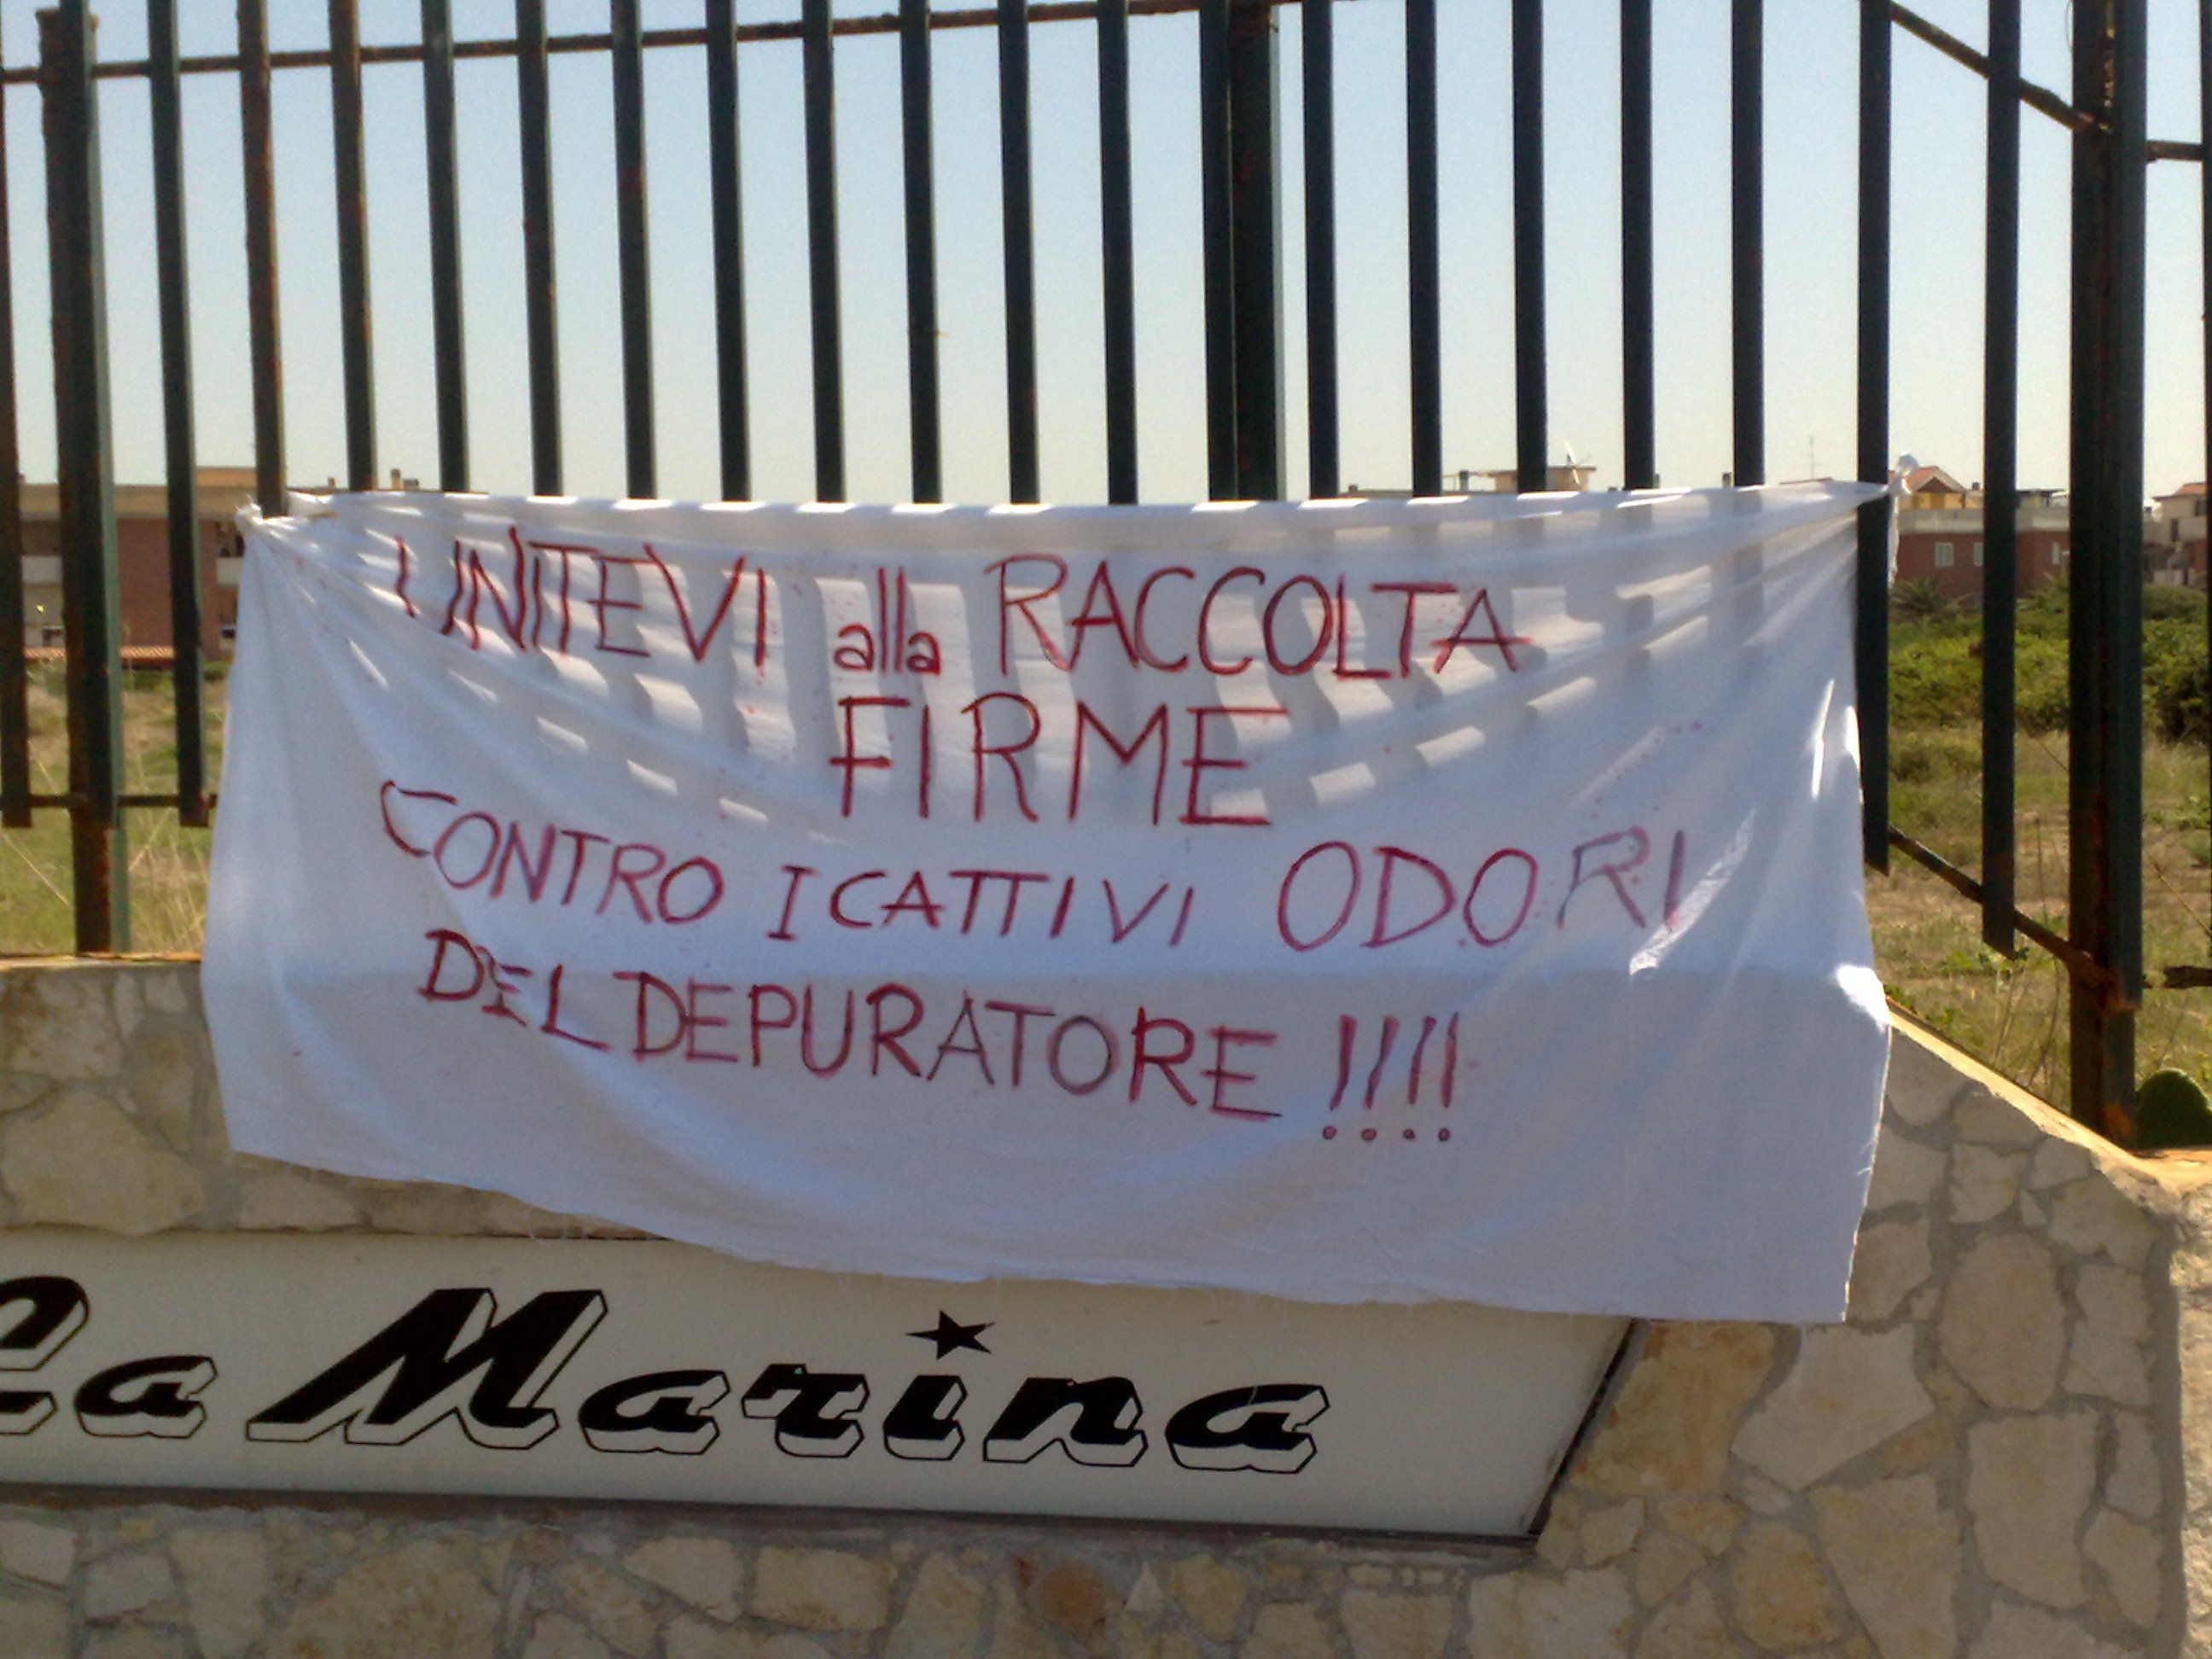 UNITEVI alla RACCOLTA
FIRME
CONTRO I CATTIVI ODORI
DEL DEPURATORE !!!!
La Marina